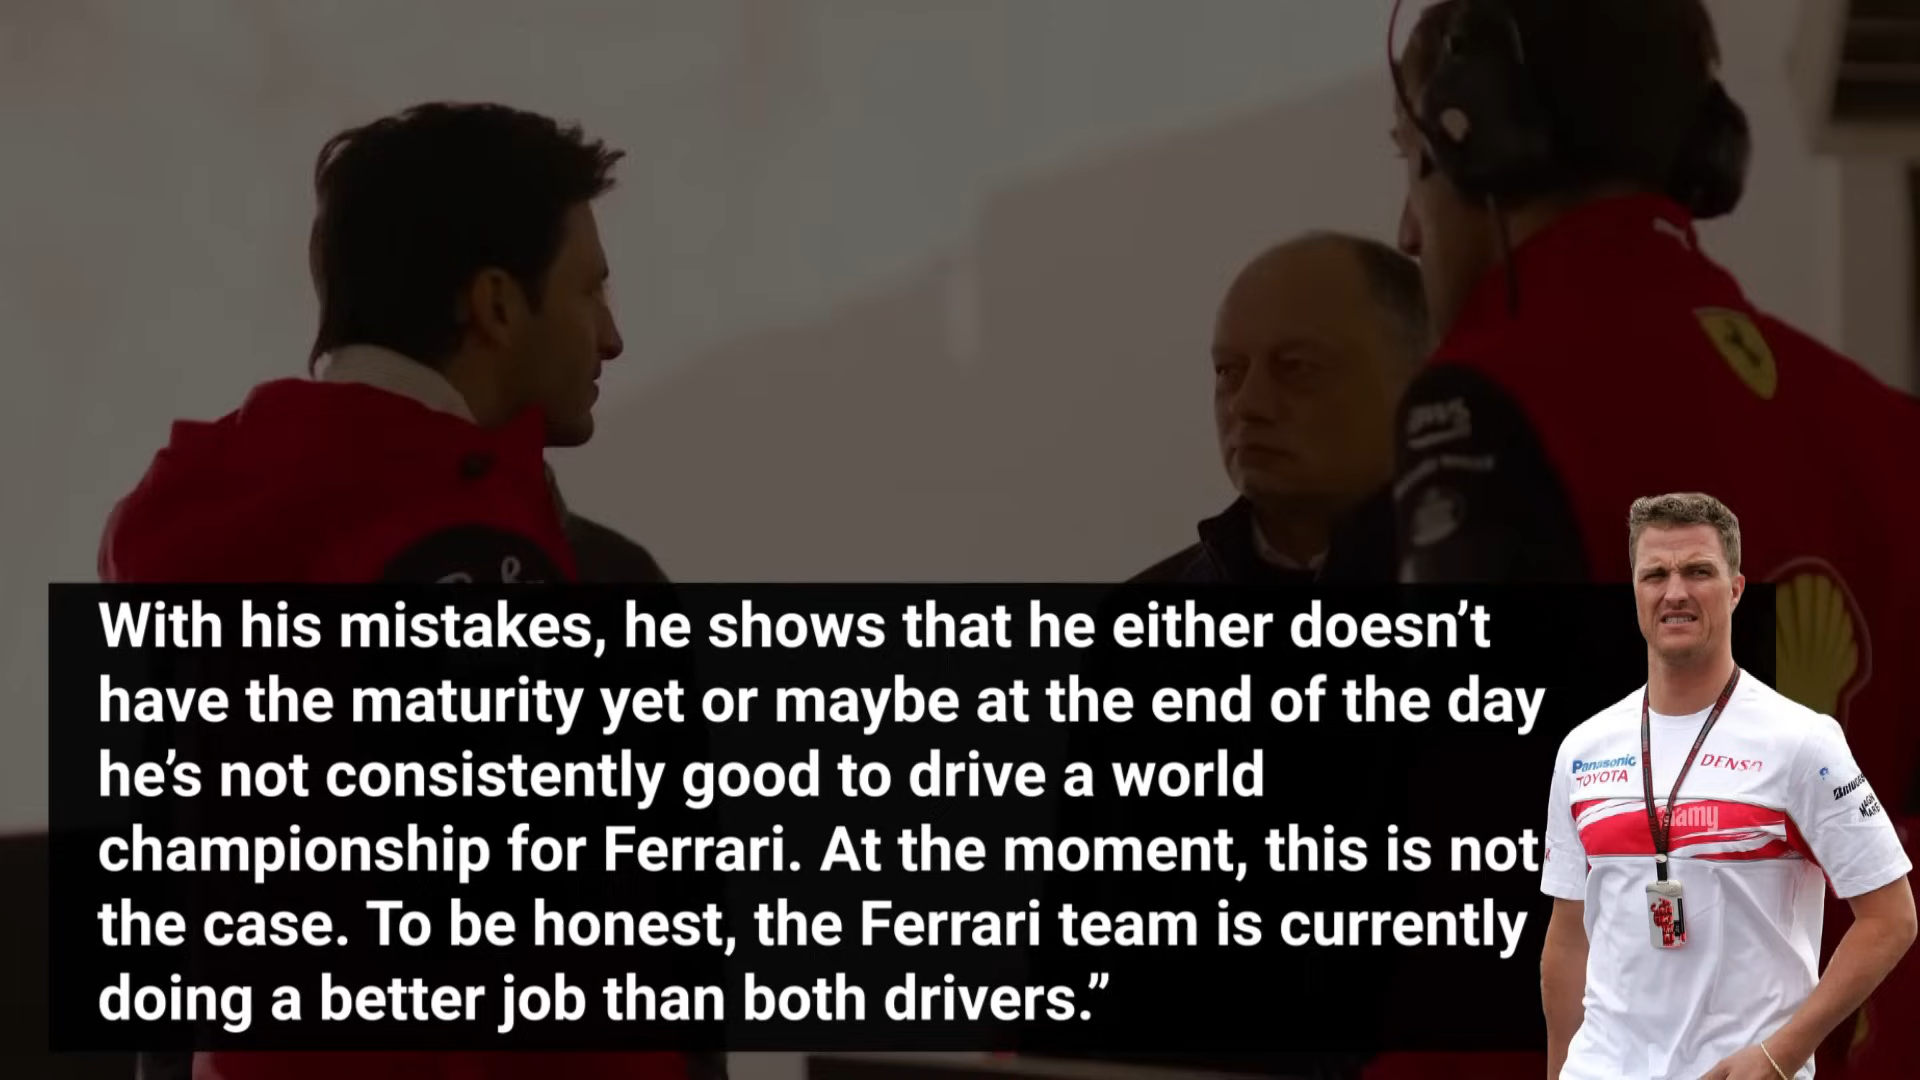 With his mistakes, he shows that he either doesn’t
have the maturity yet or maybe at the end of the day
he’s not consistently good to drive a world
championship for Ferrari. At the moment, this is not
the case. To be honest, the Ferrari team is currently
doing a better job than both drivers.”
Panasonic
TOYOTA
DENSO
alamy